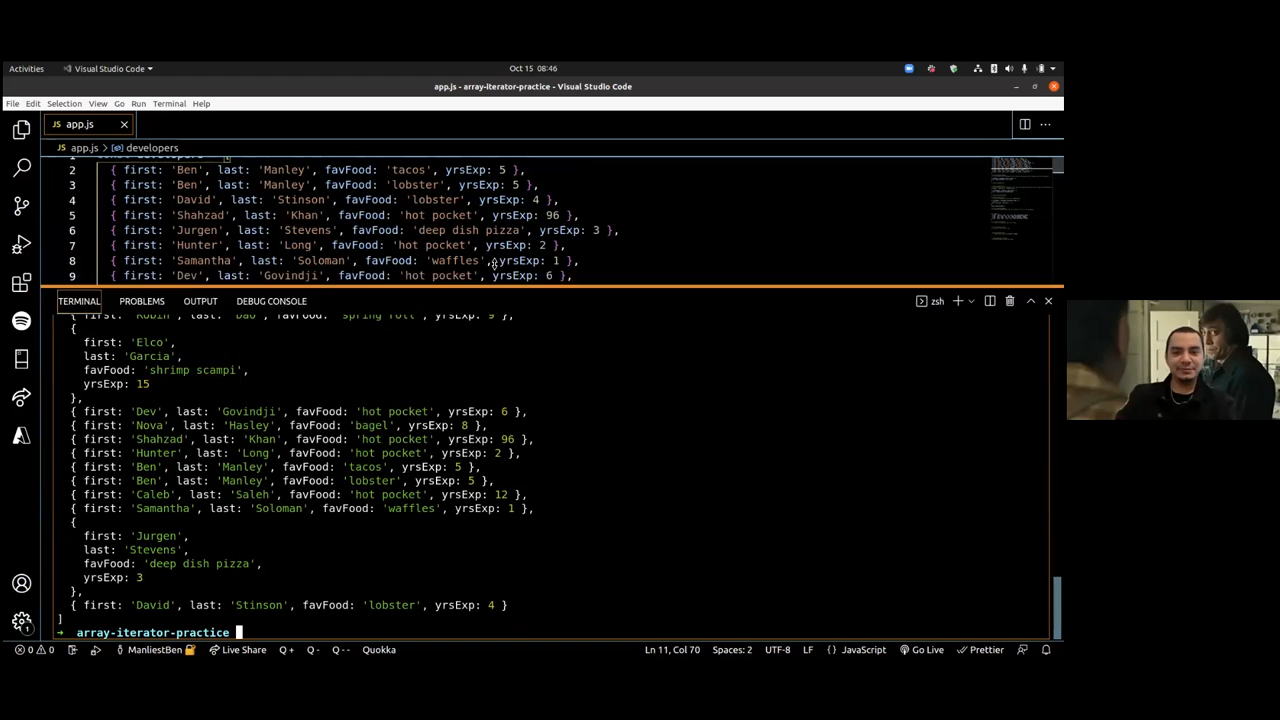 Activities
Visual Studio Code
Oct 15 08:46
app.js - array-iterator-practice - Visual Studio Code
File Edit Selection View Go Run Terminal Help
JS app.js
JS app.js > developers
1 const developers = [
2 { first: 'Ben', last: 'Manley', favFood: 'tacos', yrsExp: 5 },
3 { first: 'Ben', last: 'Manley', favFood: 'lobster', yrsExp: 5 },
4 { first: 'David', last: 'Stinson', favFood: 'lobster', yrsExp: 4 },
5 { first: 'Shahzad', last: 'Khan', favFood: 'hot pocket', yrsExp: 96 },
6 { first: 'Jurgen', last: 'Stevens', favFood: 'deep dish pizza', yrsExp: 3 },
7 { first: 'Hunter', last: 'Long', favFood: 'hot pocket', yrsExp: 2 },
8 { first: 'Samantha', last: 'Soloman', favFood: 'waffles', yrsExp: 1 },
9 { first: 'Dev', last: 'Govindji', favFood: 'hot pocket', yrsExp: 6 },
TERMINAL PROBLEMS OUTPUT DEBUG CONSOLE
zsh
{ first: 'Robin', last: 'Dao', favFood: 'spring roll', yrsExp: 9 },
{
first: 'Elco',
last: 'Garcia',
favFood: 'shrimp scampi',
yrsExp: 15
},
{ first: 'Dev', last: 'Govindji', favFood: 'hot pocket', yrsExp: 6 },
{ first: 'Nova', last: 'Hasley', favFood: 'bagel', yrsExp: 8 },
{ first: 'Shahzad', last: 'Khan', favFood: 'hot pocket', yrsExp: 96 },
{ first: 'Hunter', last: 'Long', favFood: 'hot pocket', yrsExp: 2 },
{ first: 'Ben', last: 'Manley', favFood: 'tacos', yrsExp: 5 },
{ first: 'Ben', last: 'Manley', favFood: 'lobster', yrsExp: 5 },
{ first: 'Caleb', last: 'Saleh', favFood: 'hot pocket', yrsExp: 12 },
{ first: 'Samantha', last: 'Soloman', favFood: 'waffles', yrsExp: 1 },
{
first: 'Jurgen',
last: 'Stevens',
favFood: 'deep dish pizza',
yrsExp: 3
},
{ first: 'David', last: 'Stinson', favFood: 'lobster', yrsExp: 4 }
]
→ array-iterator-practice
0 0 ManliestBen Live Share Q + Q - Q -- Quokka Ln 11, Col 70 Spaces: 2 UTF-8 LF { } JavaScript Go Live Prettier